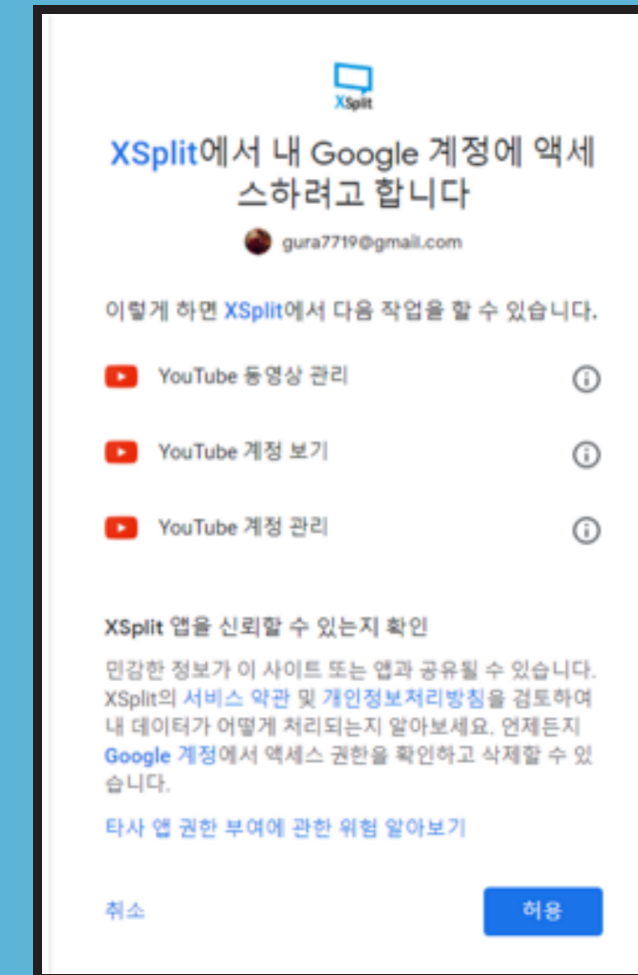 XSplit
XSplit에서 내 Google 계정에 액세
스하려고 합니다
gura7719@gmail.com
이렇게 하면 XSplit에서 다음 작업을 할 수 있습니다.
YouTube 동영상 관리
YouTube 계정 보기
YouTube 계정 관리
XSplit 앱을 신뢰할 수 있는지 확인
민감한 정보가 이 사이트 또는 앱과 공유될 수 있습니다.
XSplit의 서비스 약관 및 개인정보처리방침을 검토하여
내 데이터가 어떻게 처리되는지 알아보세요. 언제든지
Google 계정에서 액세스 권한을 확인하고 삭제할 수 있
습니다.
타사 앱 권한 부여에 관한 위험 알아보기
취소
허용